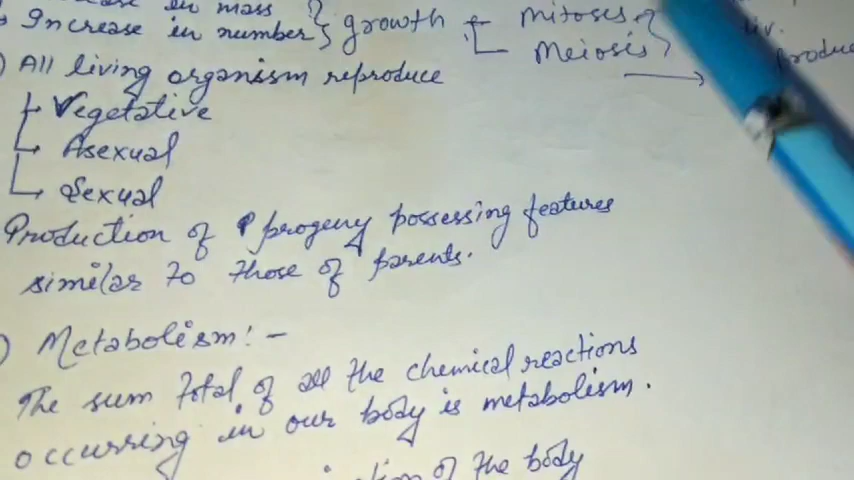 in mass
Increase in number } growth Mitosis
Meiosis
) All living organism reproduce
Vegetative
Asexual
Sexual
Production of progeny possessing features
similar to those of parents.
) Metabolism:-
The sum total of all the chemical reactions
occurring in our body is metabolism.
of the body